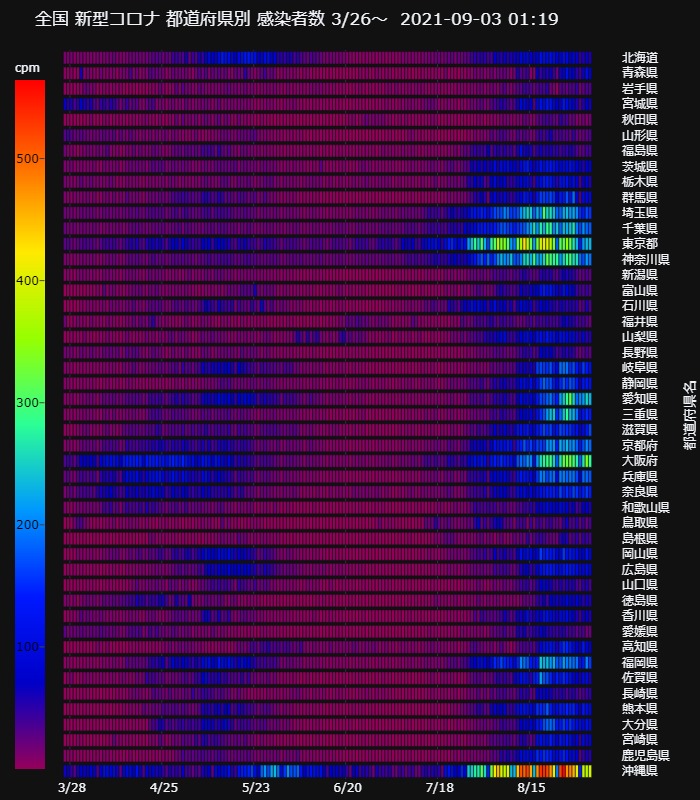 全国 新型コロナ 都道府県別 感染者数 3/26～ 2021-09-03 01:19
cpm
500
400
300
200
100
北海道
青森県
岩手県
宮城県
秋田県
山形県
福島県
茨城県
栃木県
群馬県
埼玉県
千葉県
東京都
神奈川県
新潟県
富山県
石川県
福井県
山梨県
長野県
岐阜県
静岡県
愛知県
三重県
滋賀県
京都府
大阪府
兵庫県
奈良県
和歌山県
鳥取県
島根県
岡山県
広島県
山口県
徳島県
香川県
愛媛県
高知県
福岡県
佐賀県
長崎県
熊本県
大分県
宮崎県
鹿児島県
沖縄県
都道府県名
3/28 4/25 5/23 6/20 7/18 8/15